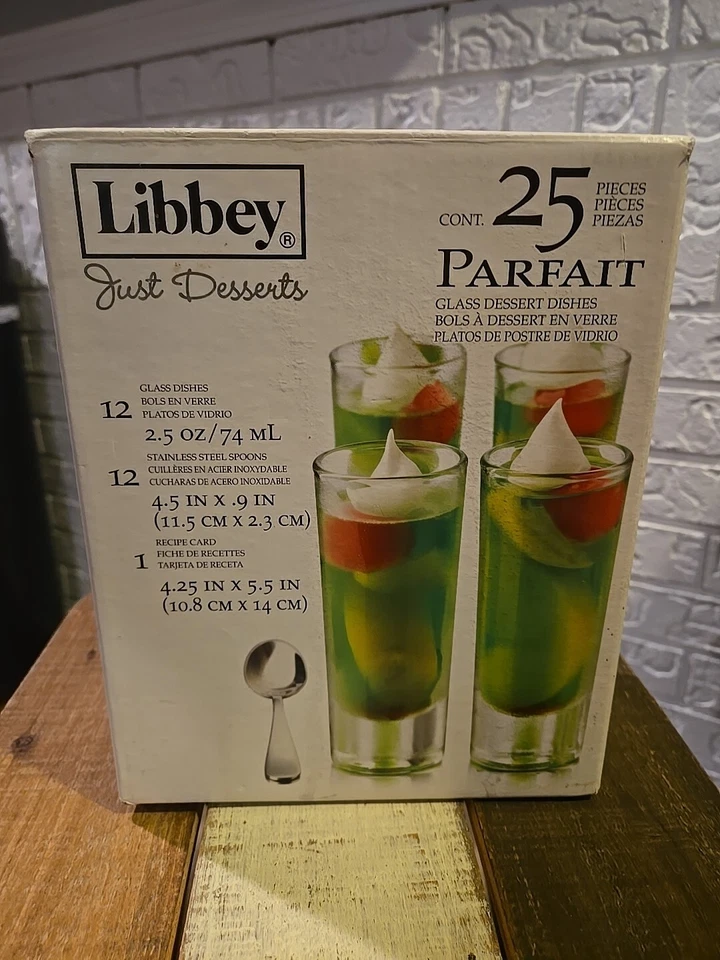 Libbey®
Just Desserts
CONT. 25 PIECES
PIÈCES
PIEZAS
PARFAIT
GLASS DESSERT DISHES
BOLS À DESSERT EN VERRE
PLATOS DE POSTRE DE VIDRIO
12 GLASS DISHES
BOLS EN VERRE
PLATOS DE VIDRIO
2.5 OZ/74 ML
12 STAINLESS STEEL SPOONS
CUILLÈRES EN ACIER INOXYDABLE
CUCHARAS DE ACERO INOXIDABLE
4.5 IN X .9 IN
(11.5 CM X 2.3 CM)
1 RECIPE CARD
FICHE DE RECETTES
TARJETA DE RECETA
4.25 IN X 5.5 IN
(10.8 CM X 14 CM)